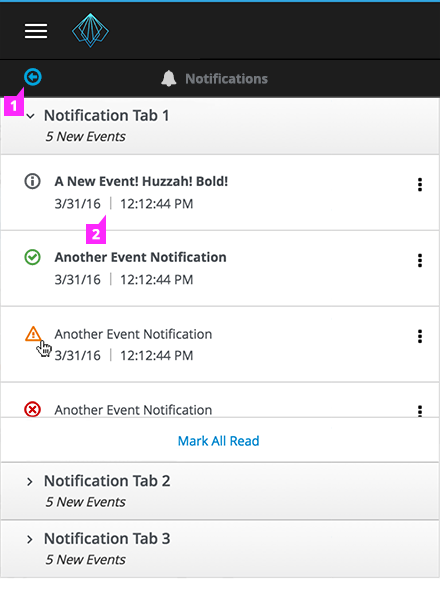 Notifications
1
Notification Tab 1
5 New Events
A New Event! Huzzah! Bold!
3/31/16 | 12:12:44 PM
2
Another Event Notification
3/31/16 | 12:12:44 PM
Another Event Notification
3/31/16 | 12:12:44 PM
Another Event Notification
Mark All Read
Notification Tab 2
5 New Events
Notification Tab 3
5 New Events